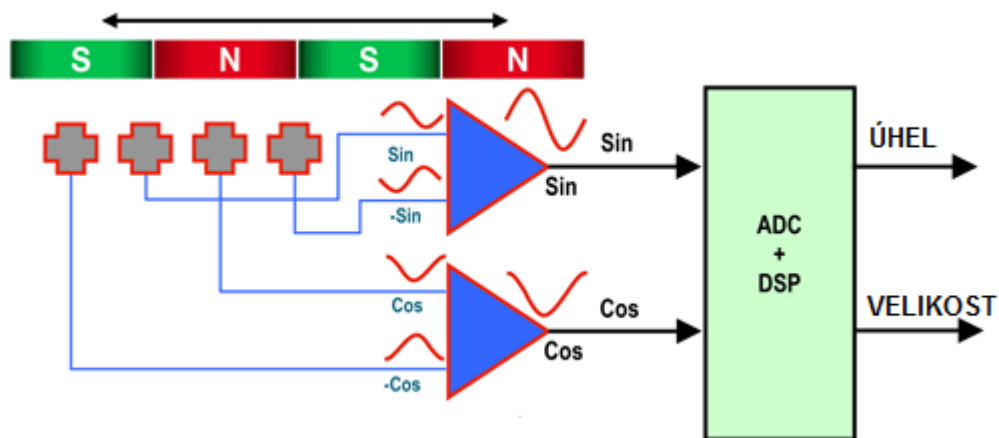 S N S N
Sin
-Sin
Sin
Sin
Cos
-Cos
Cos
Cos
ADC
+
DSP
ÚHEL
VELIKOST